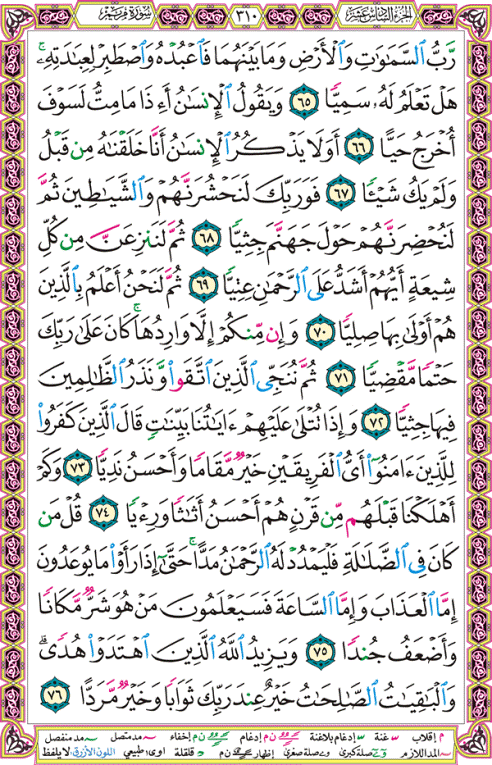 الجزء السادس عشر ٣١٠ سورة مريم
رَّبُّ ٱلسَّمَٰوَٰتِ وَٱلْأَرْضِ وَمَا بَيْنَهُمَا فَٱعْبُدْهُ وَٱصْطَبِرْ لِعِبَٰدَتِهِۦ ۚ
هَلْ تَعْلَمُ لَهُۥ سَمِيًّا ٦٥ وَيَقُولُ ٱلْإِنسَٰنُ أَءِذَا مَا مِتُّ لَسَوْفَ
أُخْرَجُ حَيًّا ٦٦ أَوَلَا يَذْكُرُ ٱلْإِنسَٰنُ أَنَّا خَلَقْنَٰهُ مِن قَبْلُ
وَلَمْ يَكُ شَيْـًٔا ٦٧ فَوَرَبِّكَ لَنَحْشُرَنَّهُمْ وَٱلشَّيَٰطِينَ ثُمَّ
لَنُحْضِرَنَّهُمْ حَوْلَ جَهَنَّمَ جِثِيًّا ٦٨ ثُمَّ لَنَنزِعَنَّ مِن كُلِّ
شِيعَةٍ أَيُّهُمْ أَشَدُّ عَلَى ٱلرَّحْمَٰنِ عِتِيًّا ٦٩ ثُمَّ لَنَحْنُ أَعْلَمُ بِٱلَّذِينَ
هُمْ أَوْلَىٰ بِهَا صِلِيًّا ٧٠ وَإِن مِّنكُمْ إِلَّا وَارِدُهَا ۚ كَانَ عَلَىٰ رَبِّكَ
حَتْمًا مَّقْضِيًّا ٧١ ثُمَّ نُنَجِّى ٱلَّذِينَ ٱتَّقَوا۟ وَّنَذَرُ ٱلظَّٰلِمِينَ
فِيهَا جِثِيًّا ٧٢ وَإِذَا تُتْلَىٰ عَلَيْهِمْ ءَايَٰتُنَا بَيِّنَٰتٍ قَالَ ٱلَّذِينَ كَفَرُوا۟
لِلَّذِينَ ءَامَنُوٓا۟ أَىُّ ٱلْفَرِيقَيْنِ خَيْرٌ مَّقَامًا وَأَحْسَنُ نَدِيًّا ٧٣ وَكَمْ
أَهْلَكْنَا قَبْلَهُم مِّن قَرْنٍ هُمْ أَحْسَنُ أَثَٰثًا وَرِءْيًا ٧٤ قُلْ مَن
كَانَ فِى ٱلضَّلَٰلَةِ فَلْيَمْدُدْ لَهُ ٱلرَّحْمَٰنُ مَدًّا ۚ حَتَّىٰٓ إِذَا رَأَوْا۟ مَا يُوعَدُونَ
إِمَّا ٱلْعَذَابَ وَإِمَّا ٱلسَّاعَةَ فَسَيَعْلَمُونَ مَنْ هُوَ شَرٌّ مَّكَانًا
وَأَضْعَفُ جُندًا ٧٥ وَيَزِيدُ ٱللَّهُ ٱلَّذِينَ ٱهْتَدَوْا۟ هُدًى ۗ
وَٱلْبَٰقِيَٰتُ ٱلصَّٰلِحَٰتُ خَيْرٌ عِندَ رَبِّكَ ثَوَابًا وَخَيْرٌ مَّرَدًّا ٧٦
م إقلاب غنة إدغام بلاغنة ن م إدغام ن م إخفاء مد متصل مد منفصل
المد اللازم صلة كبرى صلة صغرى إظهار ن م قلقلة اوى: طبيعي اللون الأزرق: لا يلفظ